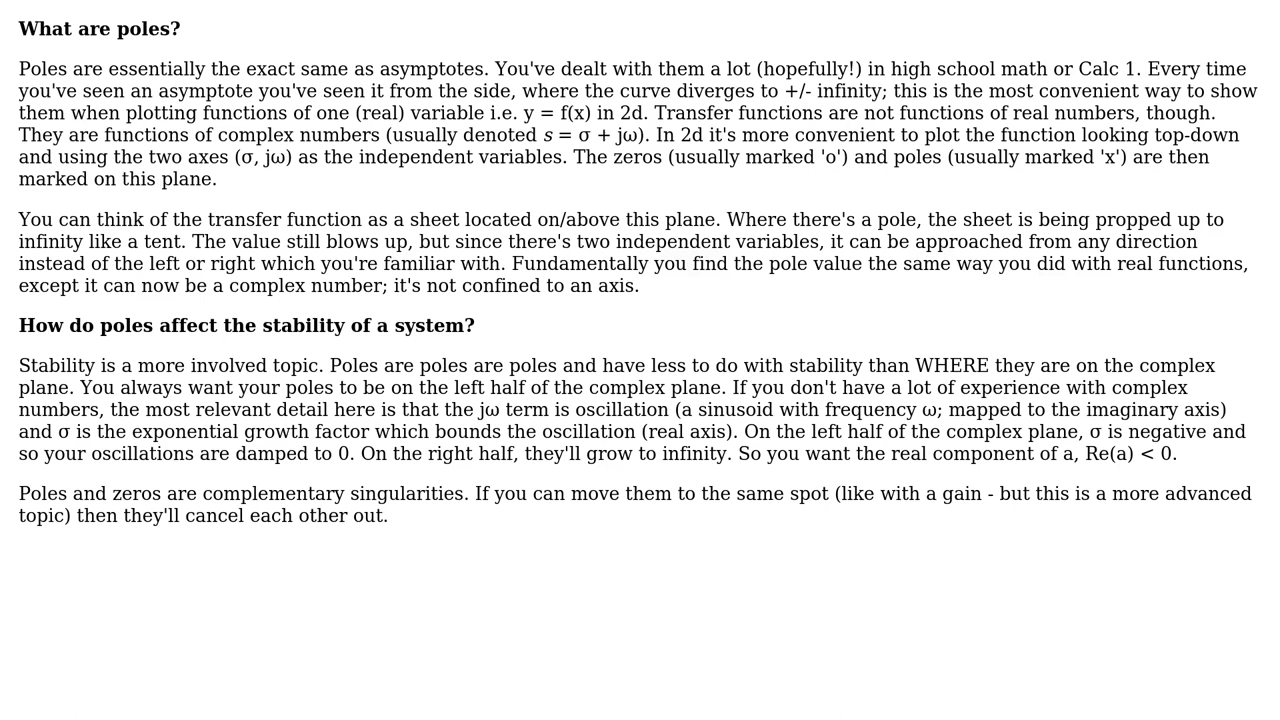 What are poles?
Poles are essentially the exact same as asymptotes. You've dealt with them a lot (hopefully!) in high school math or Calc 1. Every time
you've seen an asymptote you've seen it from the side, where the curve diverges to +/- infinity; this is the most convenient way to show
them when plotting functions of one (real) variable i.e. y = f(x) in 2d. Transfer functions are not functions of real numbers, though.
They are functions of complex numbers (usually denoted s = σ + jω). In 2d it's more convenient to plot the function looking top-down
and using the two axes (σ, jω) as the independent variables. The zeros (usually marked 'o') and poles (usually marked 'x') are then
marked on this plane.
You can think of the transfer function as a sheet located on/above this plane. Where there's a pole, the sheet is being propped up to
infinity like a tent. The value still blows up, but since there's two independent variables, it can be approached from any direction
instead of the left or right which you're familiar with. Fundamentally you find the pole value the same way you did with real functions,
except it can now be a complex number; it's not confined to an axis.
How do poles affect the stability of a system?
Stability is a more involved topic. Poles are poles are poles and have less to do with stability than WHERE they are on the complex
plane. You always want your poles to be on the left half of the complex plane. If you don't have a lot of experience with complex
numbers, the most relevant detail here is that the jω term is oscillation (a sinusoid with frequency ω; mapped to the imaginary axis)
and σ is the exponential growth factor which bounds the oscillation (real axis). On the left half of the complex plane, σ is negative and
so your oscillations are damped to 0. On the right half, they'll grow to infinity. So you want the real component of a, Re(a) < 0.
Poles and zeros are complementary singularities. If you can move them to the same spot (like with a gain - but this is a more advanced
topic) then they'll cancel each other out.